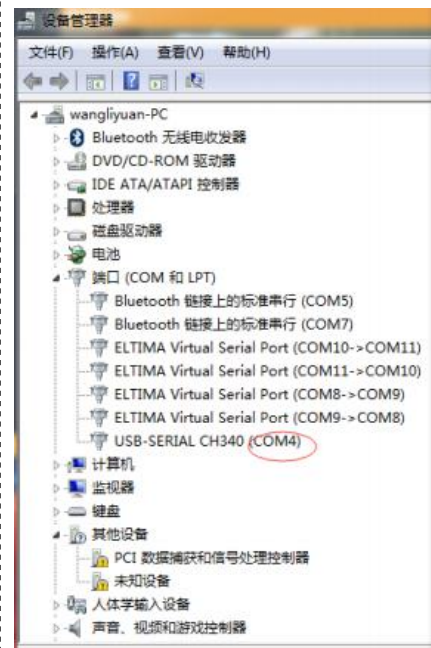 设备管理器
文件(F) 操作(A) 查看(V) 帮助(H)
wangliyuan-PC
Bluetooth 无线电收发器
DVD/CD-ROM 驱动器
IDE ATA/ATAPI 控制器
处理器
磁盘驱动器
电池
端口 (COM 和 LPT)
Bluetooth 链接上的标准串行 (COM5)
Bluetooth 链接上的标准串行 (COM7)
ELTIMA Virtual Serial Port (COM10->COM11)
ELTIMA Virtual Serial Port (COM11->COM10)
ELTIMA Virtual Serial Port (COM8->COM9)
ELTIMA Virtual Serial Port (COM9->COM8)
USB-SERIAL CH340 (COM4)
计算机
监视器
键盘
其他设备
PCI 数据捕获和信号处理控制器
未知设备
人体学输入设备
声音、视频和游戏控制器